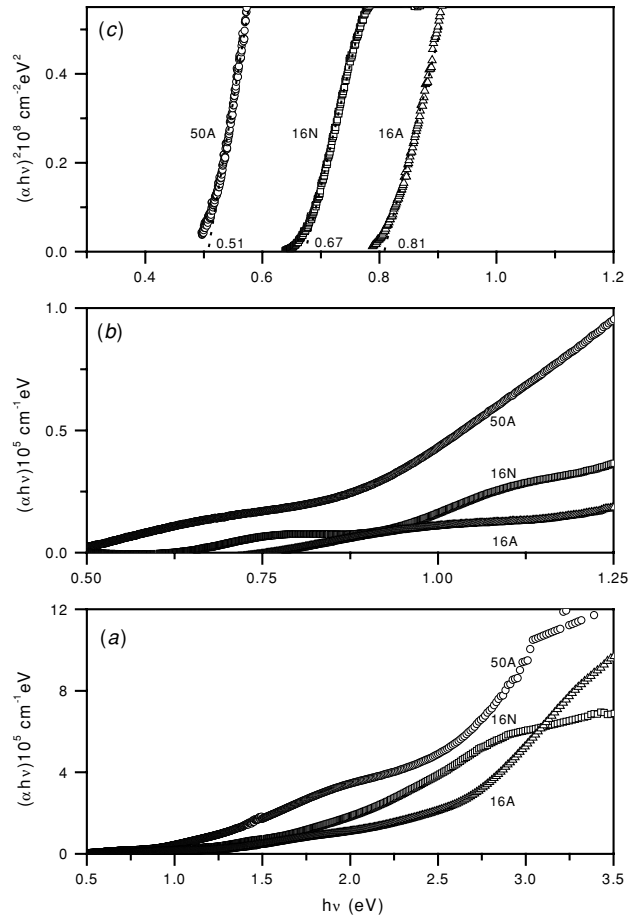 (c)
(αhν)²10⁸ cm⁻²eV²
0.4
0.2
0.0
50A
16N
16A
0.51
0.67
0.81
0.4 0.6 0.8 1.0 1.2
(b)
(αhν)10⁵ cm⁻¹eV
1.0
0.5
0.0
50A
16N
16A
0.50 0.75 1.00 1.25
(a)
(αhν)10⁵ cm⁻¹eV
12
8
4
0
50A
16N
16A
0.5 1.0 1.5 2.0 2.5 3.0 3.5
hν (eV)